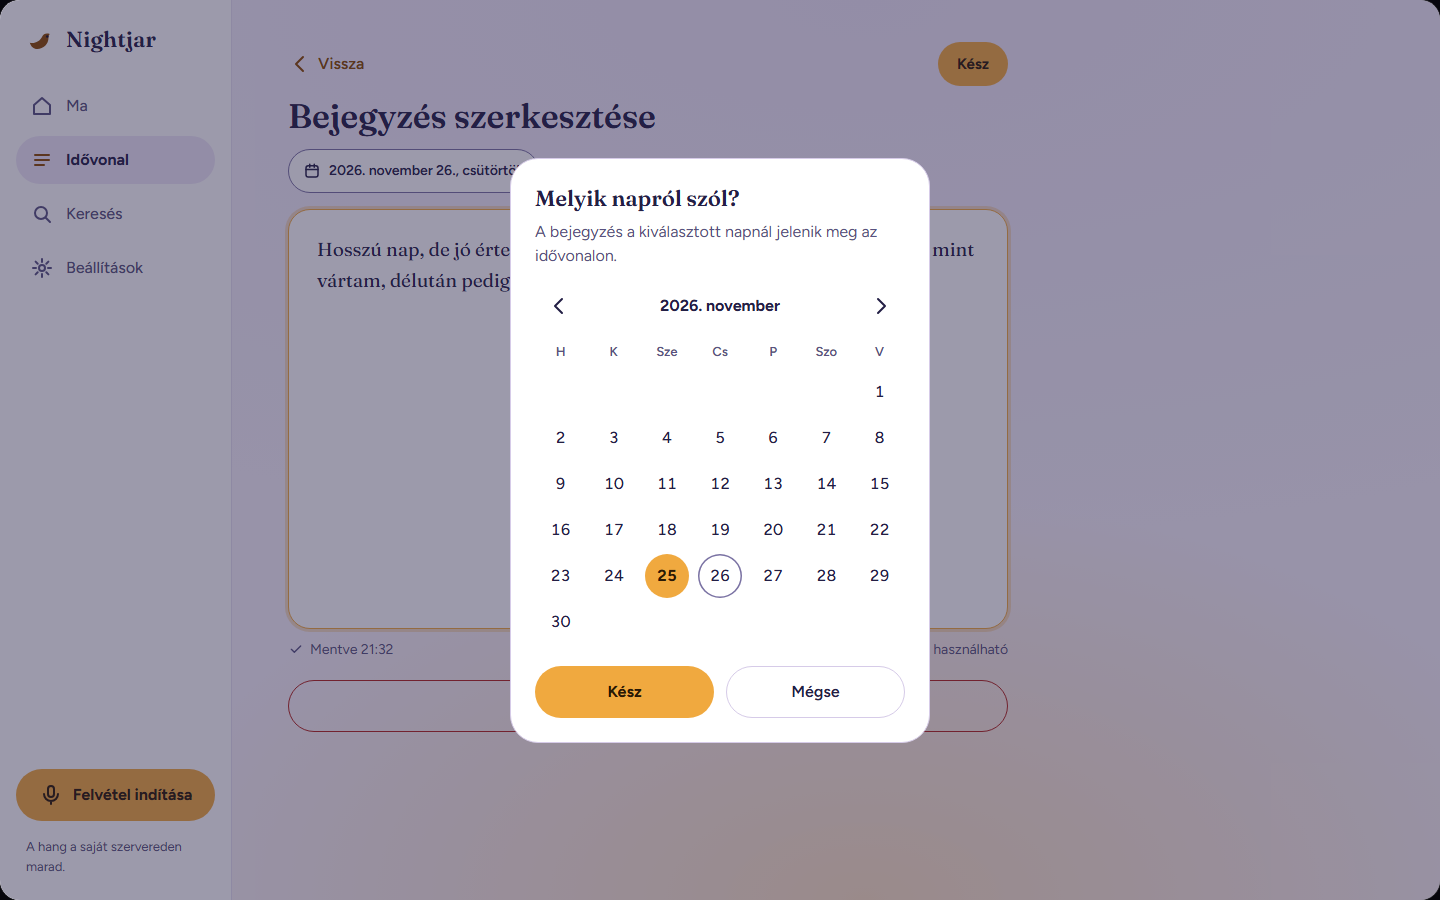 Nightjar
Ma
Idővonal
Keresés
Beállítások
Felvétel indítása
A hang a saját szervereden
marad.
Vissza
Kész
Bejegyzés szerkesztése
2026. november 26.,
Hosszú nap, de jó
mint
vártam, délután pedig
Mentve 21:32
használható
Melyik napról szól?
A bejegyzés a kiválasztott napnál jelenik meg az
idővonalon.
2026. november
H K Sze Cs P Szo V
1
2 3 4 5 6 7 8
9 10 11 12 13 14 15
16 17 18 19 20 21 22
23 24 25 26 27 28 29
30
Kész Mégse